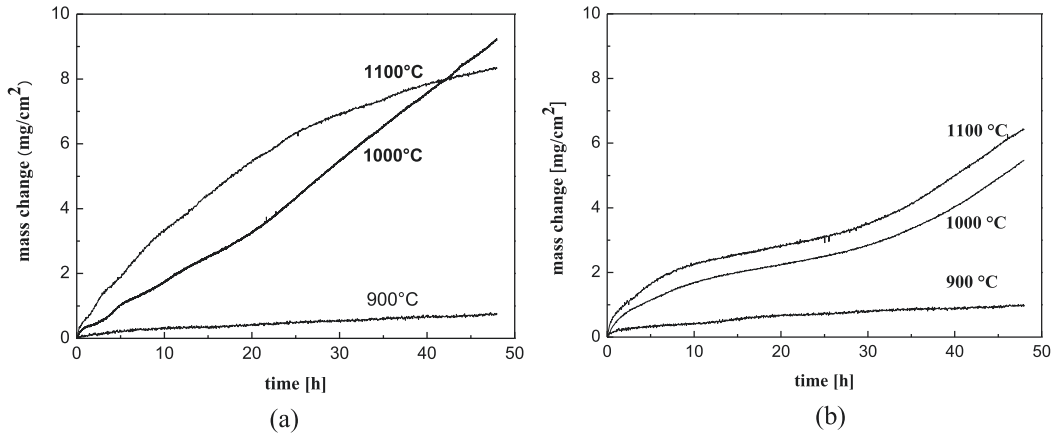 10
8
6
4
2
0
mass change (mg/cm²)
1100°C
1000°C
900°C
0 10 20 30 40 50
time [h]
(a)
10
8
6
4
2
0
mass change [mg/cm²]
1100 °C
1000 °C
900 °C
0 10 20 30 40 50
time [h]
(b)